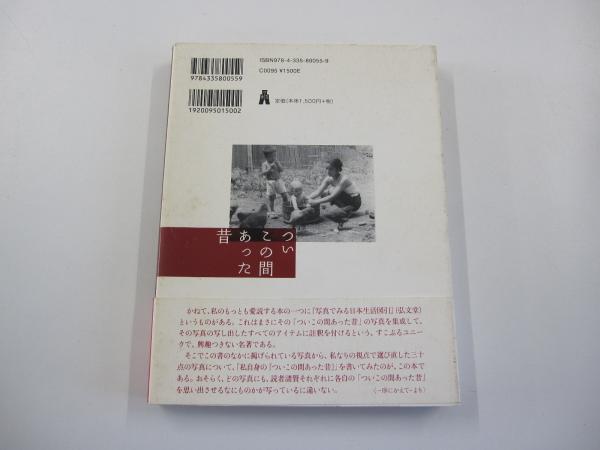 ISBN978-4-335-80055-9
C0095 ¥1500E
9784335800559
定価(本体1,500円+税)
1920095015002
つい
この間
あった
昔
かねて、私のもっとも愛読する本の一つに『写真でみる日本生活図引』(弘文堂)
というものがある。これはまさにその「ついこの間あった昔」の写真を集成して、
その写真の写し出したすべてのアイテムに註釈を付けるという、すこぶるユニー
クで、興趣つきない名著である。
そこでこの書のなかに掲げられている写真から、私なりの視点で選び直した三十
点の写真について、「私自身の「ついこの間あった昔」」を書いてみたのが、この本
である。おそらく、どの写真にも、読者諸賢それぞれに各自の「ついこの間あった昔」
を思い出させるなにものかが写っているに違いない。
(―序にかえて―より)